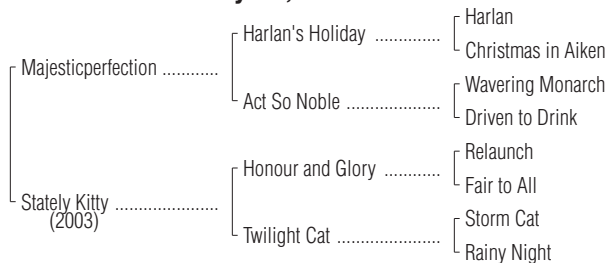 Harlan
Harlan's Holiday ..............
Christmas in Aiken
Majesticperfection ............
Wavering Monarch
Act So Noble .....................
Driven to Drink
Relaunch
Honour and Glory .............
Fair to All
Stately Kitty .......................
(2003)
Storm Cat
Twilight Cat .......................
Rainy Night